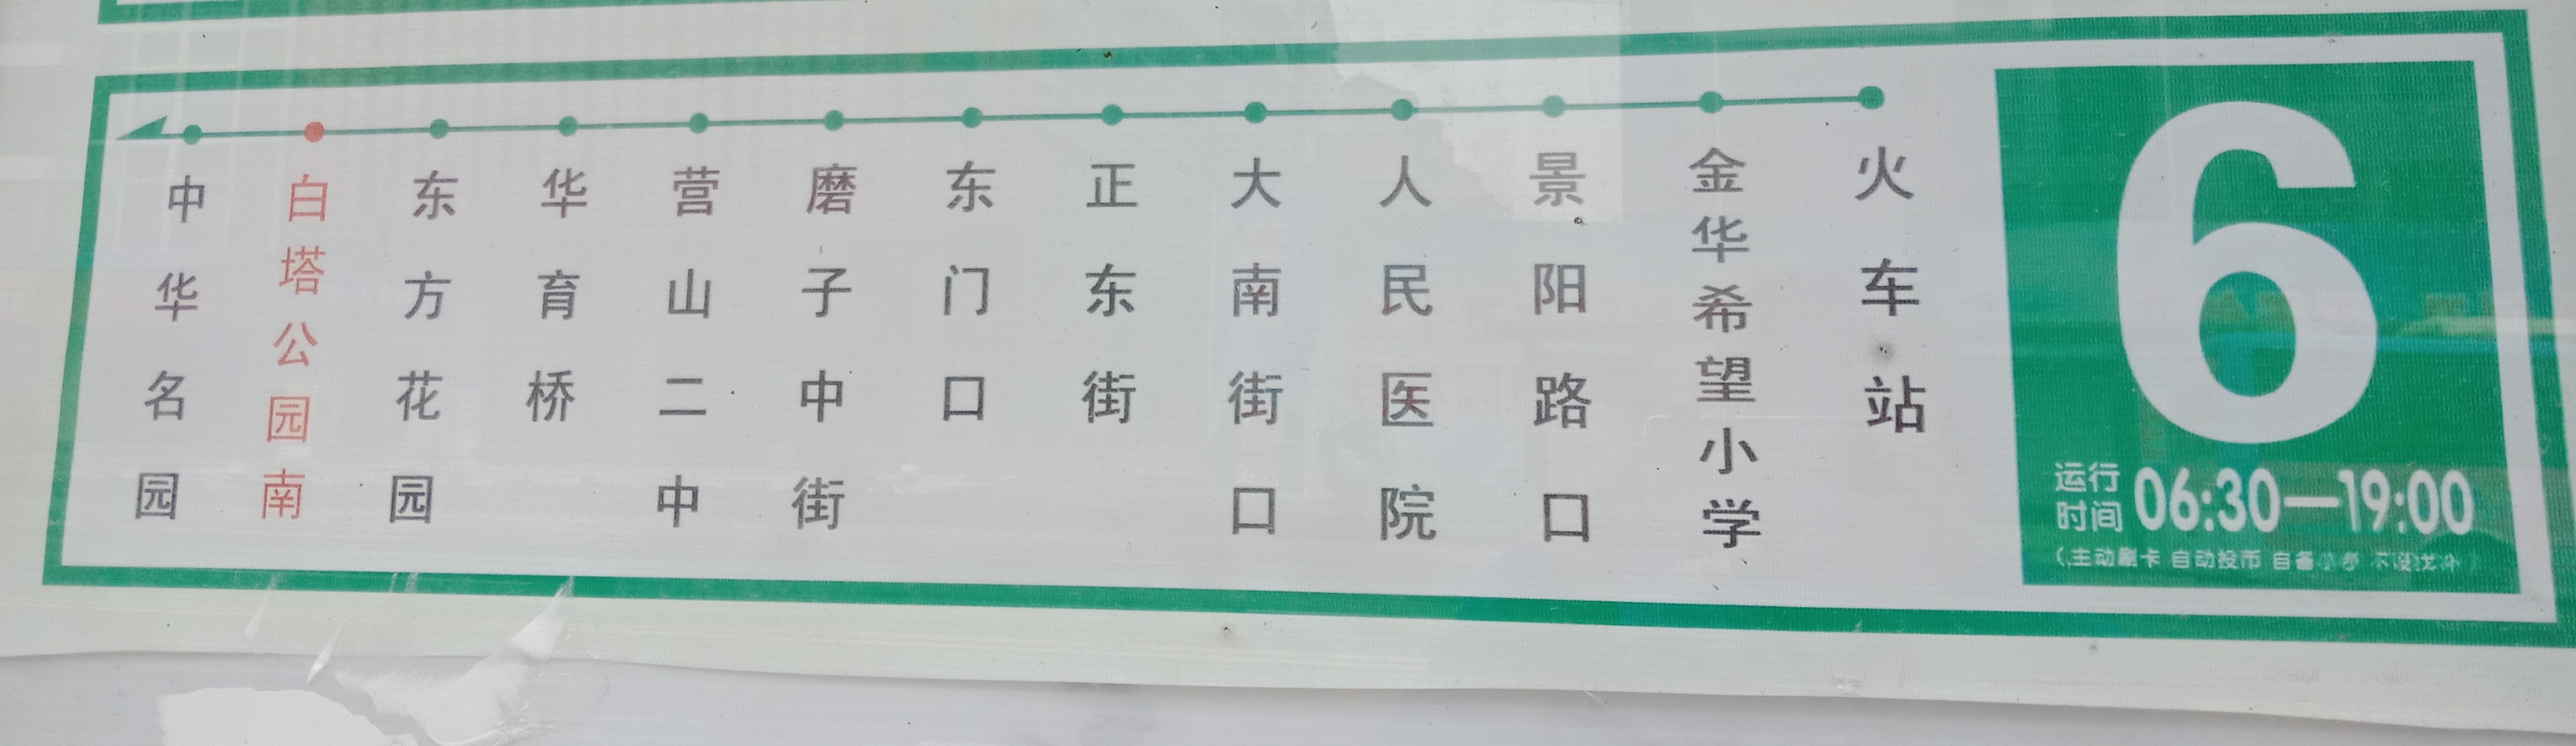 中华名园
白塔公园南
东方花园
华育桥
营山二中
磨子中街
东门口
正东街
大南街口
人民医院
景阳路口
金华希望小学
火车站
6
运行时间 06:30—19:00
(主动刷卡 自动投币 自备